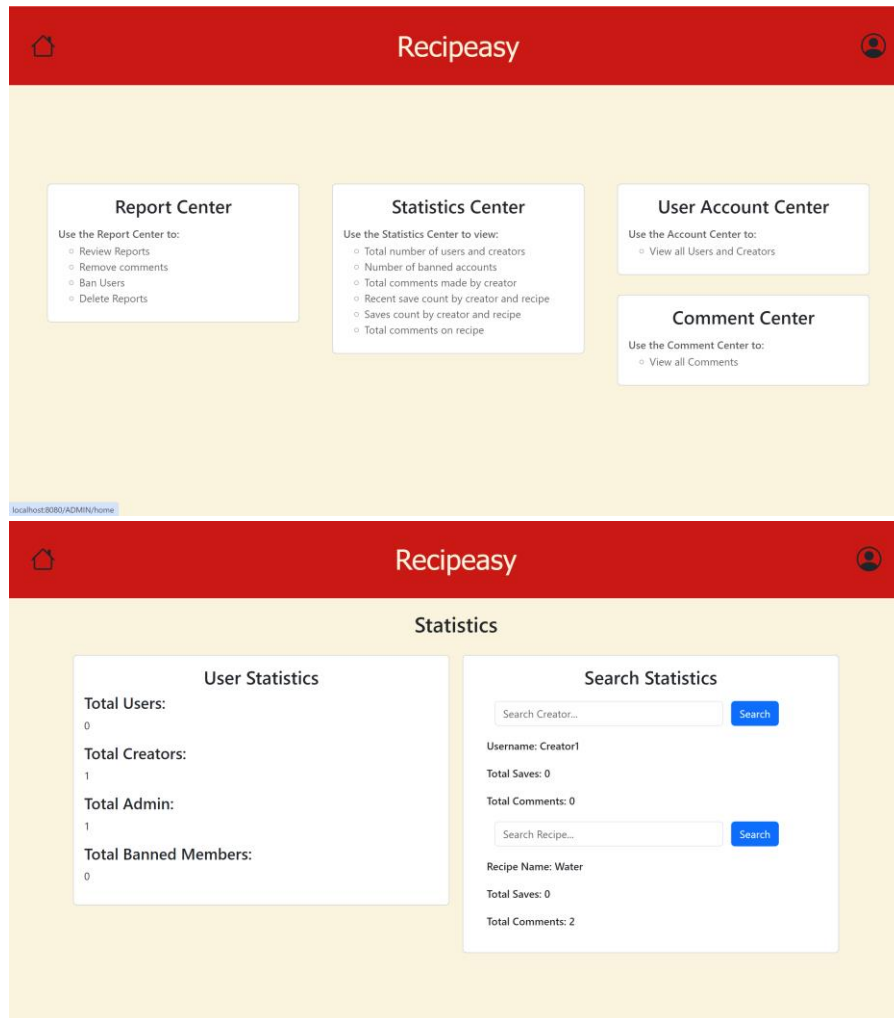 Recipeasy
Report Center
Use the Report Center to:
Review Reports
Remove comments
Ban Users
Delete Reports
Statistics Center
Use the Statistics Center to view:
Total number of users and creators
Number of banned accounts
Total comments made by creator
Recent save count by creator and recipe
Saves count by creator and recipe
Total comments on recipe
User Account Center
Use the Account Center to:
View all Users and Creators
Comment Center
Use the Comment Center to:
View all Comments
localhost:8080/ADMIN/home
Recipeasy
Statistics
User Statistics
Total Users:
0
Total Creators:
1
Total Admin:
1
Total Banned Members:
0
Search Statistics
Search Creator... Search
Username: Creator1
Total Saves: 0
Total Comments: 0
Search Recipe... Search
Recipe Name: Water
Total Saves: 0
Total Comments: 2